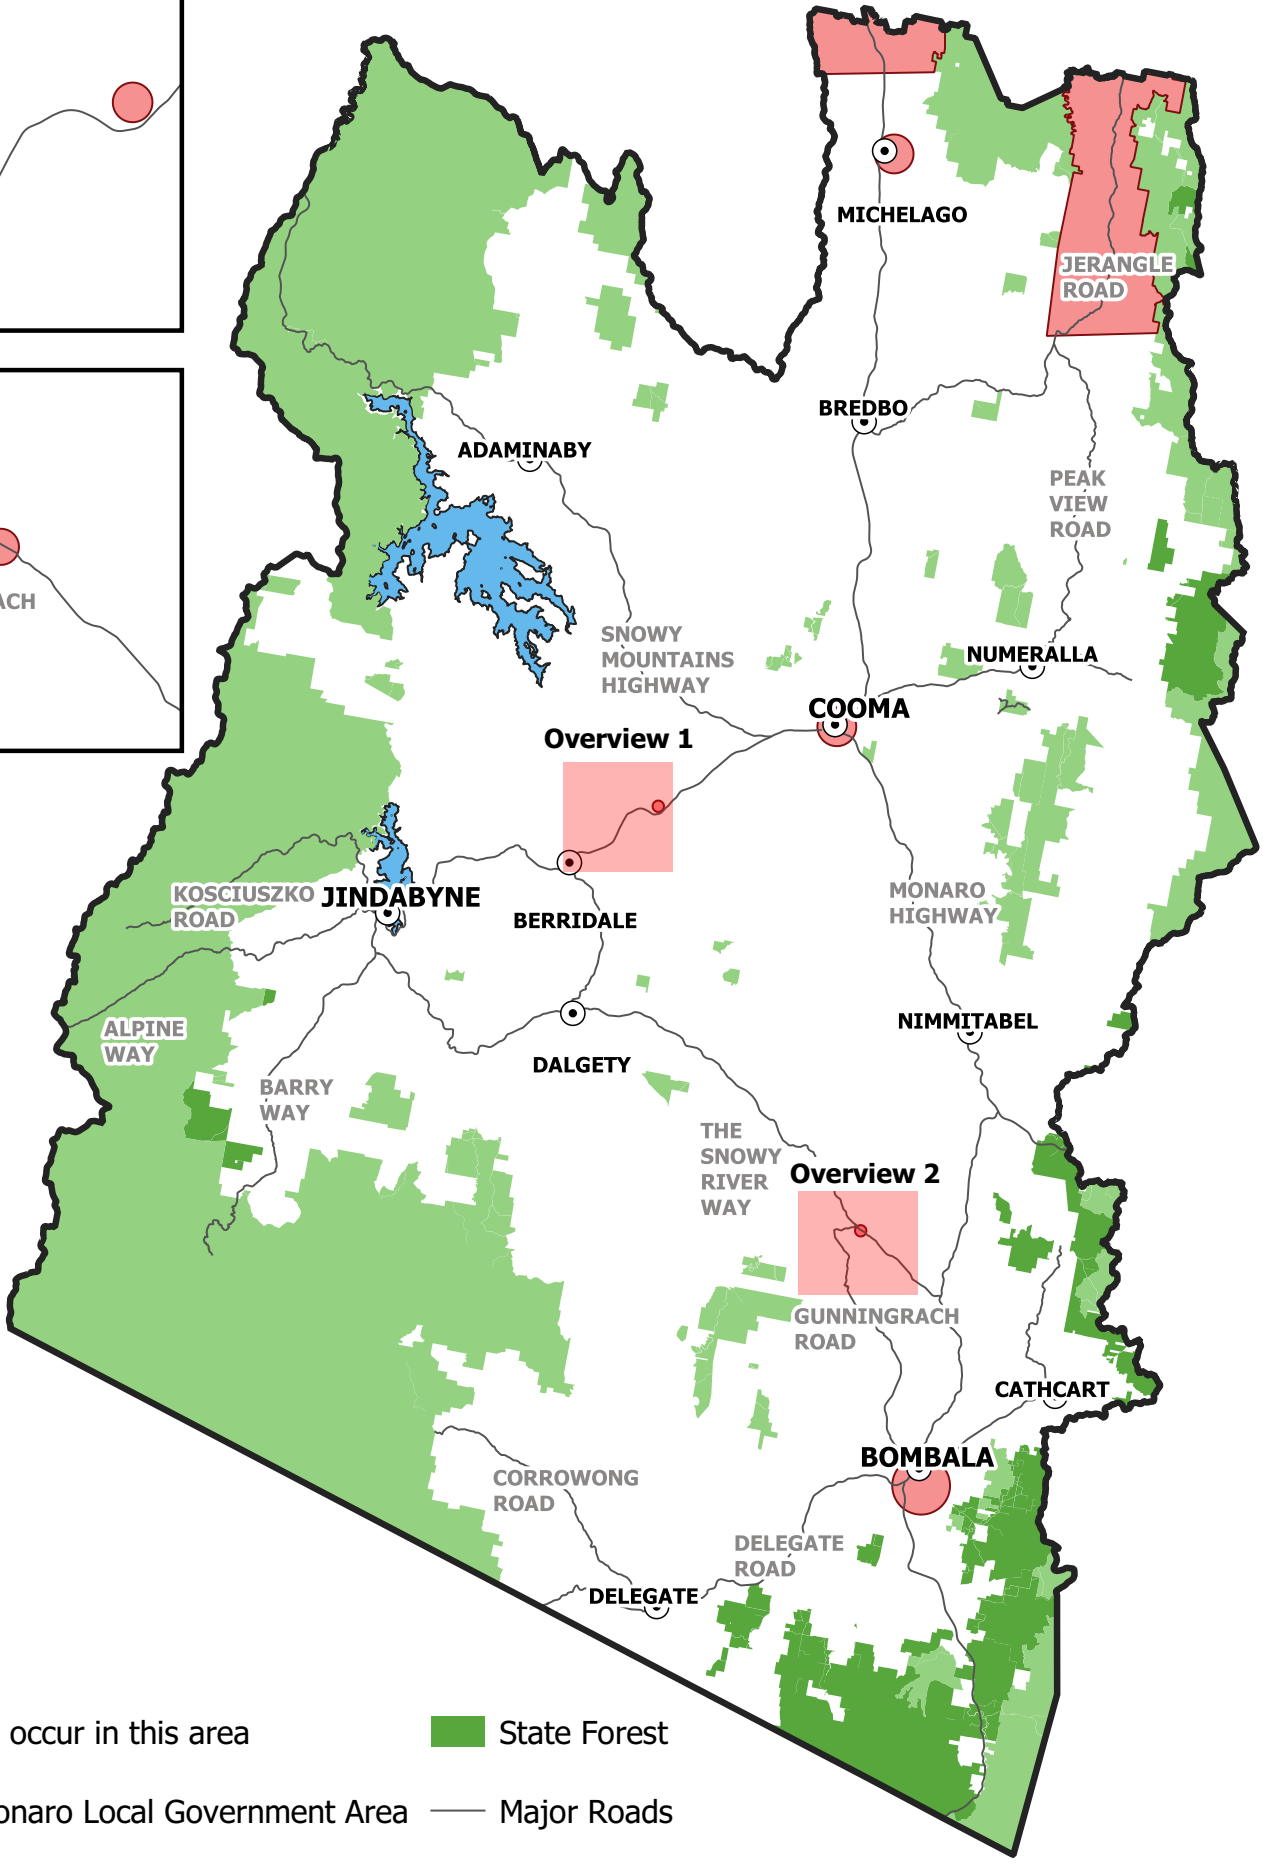 MICHELAGO
JERANGLE
ROAD
BREDBO
ADAMINABY
PEAK
VIEW
ROAD
ACH
SNOWY
MOUNTAINS
HIGHWAY
NUMERALLA
COOMA
Overview 1
KOSCIUSZKO
ROAD
JINDABYNE
MONARO
HIGHWAY
BERRIDALE
NIMMITABEL
ALPINE
WAY
DALGETY
BARRY
WAY
THE
SNOWY
RIVER
WAY
Overview 2
GUNNINGRACH
ROAD
CATHCART
BOMBALA
CORROWONG
ROAD
DELEGATE
ROAD
DELEGATE
occur in this area
State Forest
onaro Local Government Area
Major Roads